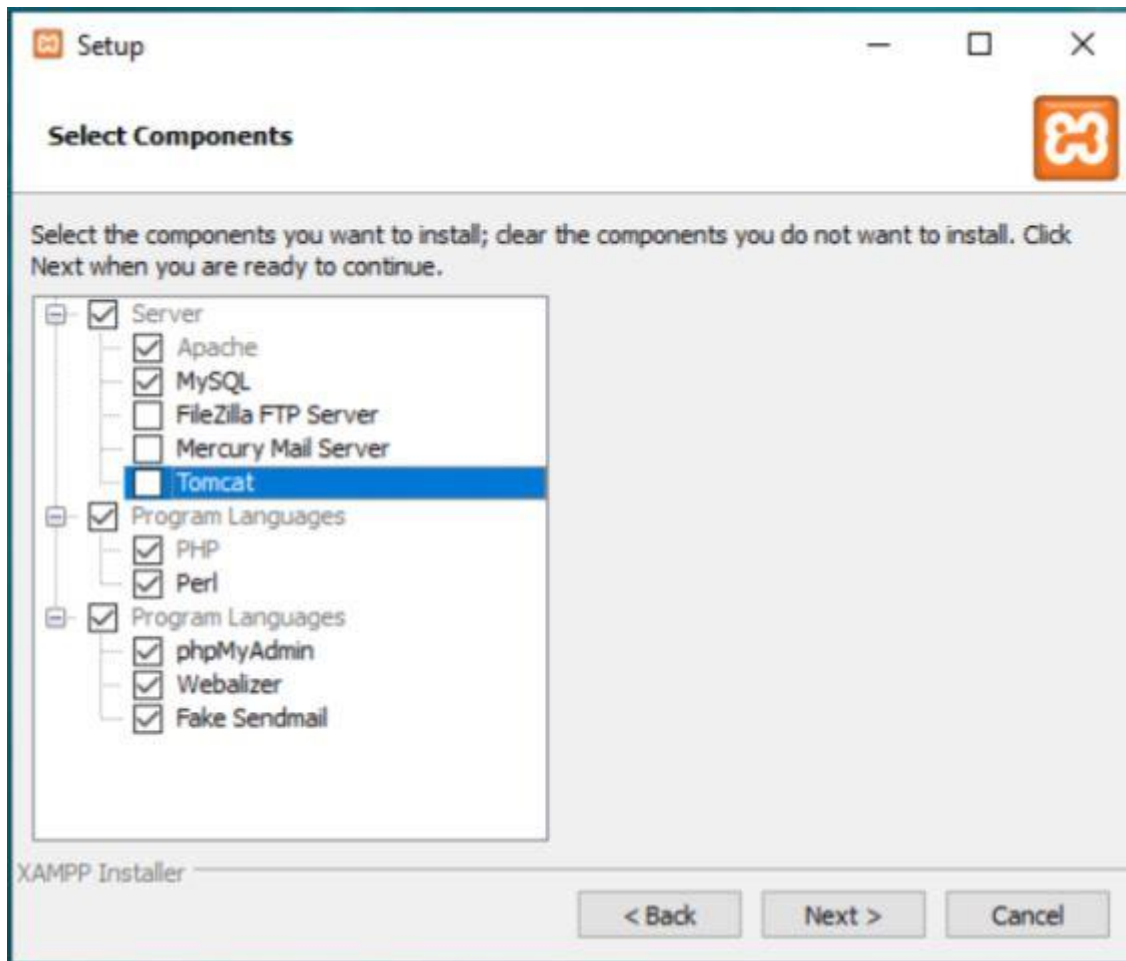 Setup
Select Components
Select the components you want to install; clear the components you do not want to install. Click
Next when you are ready to continue.
Server
Apache
MySQL
FileZilla FTP Server
Mercury Mail Server
Tomcat
Program Languages
PHP
Perl
Program Languages
phpMyAdmin
Webalizer
Fake Sendmail
XAMPP Installer
< Back Next > Cancel